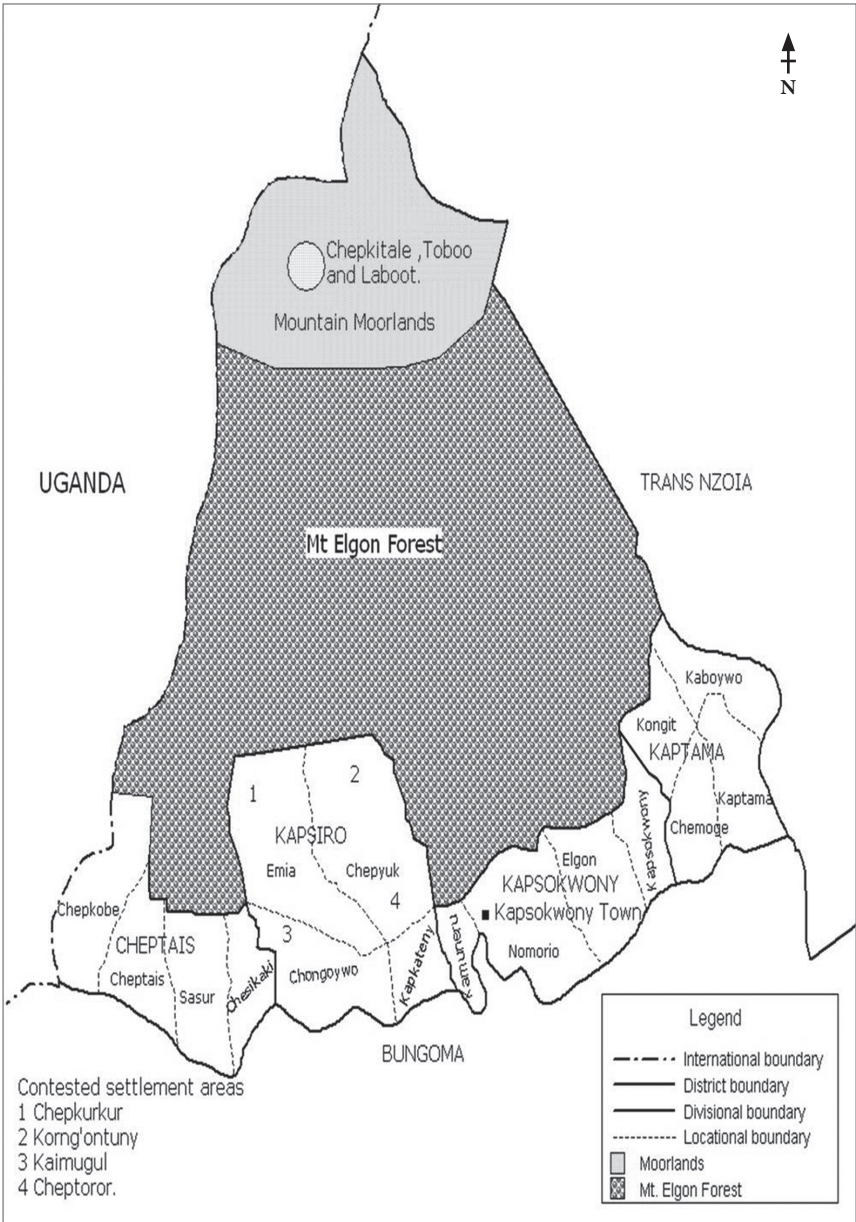 N
Chepkitale ,Toboo
and Laboot.
Mountain Moorlands
UGANDA
TRANS NZOIA
Mt Elgon Forest
Kaboywo
Kongit
KAPTAMA
Kaptama
Chemoge
1
2
KAPSIRO
Emia
Chepyuk
4
3
Chongoywo
Kapkateny
Kamuneru
Kapsokwony
Elgon
KAPSOKWONY
Kapsokwony Town
Nomorio
Chepkobe
CHEPTAIS
Cheptais
Sasur
Chesikaki
BUNGOMA
Contested settlement areas
1 Chepkurkur
2 Korng'ontuny
3 Kaimugul
4 Cheptoror.
Legend
International boundary
District boundary
Divisional boundary
Locational boundary
Moorlands
Mt. Elgon Forest